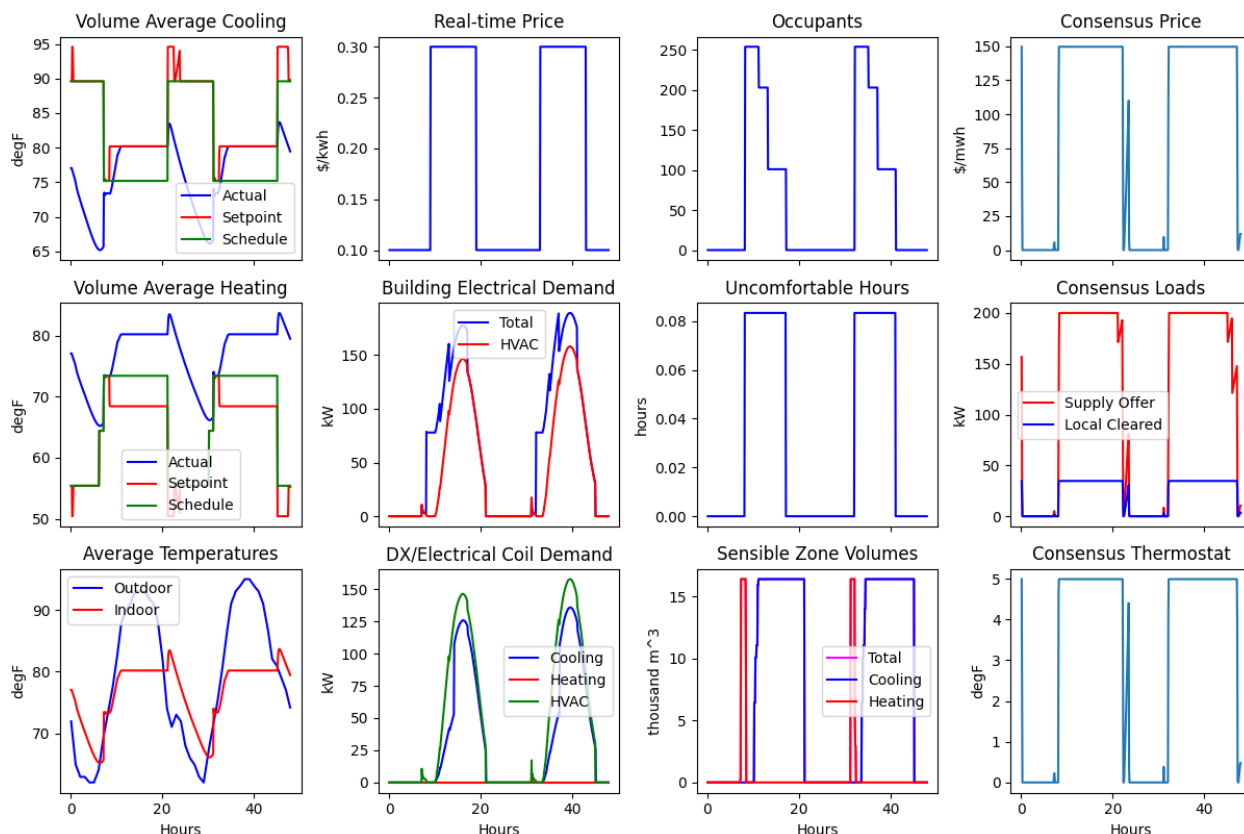 Volume Average Cooling
95
90
85
80
75
70
65
degF
Actual
Setpoint
Schedule
Real-time Price
0.30
0.25
0.20
0.15
0.10
$/kwh
Occupants
250
200
150
100
50
0
Consensus Price
150
125
100
75
50
25
0
$/mwh
Volume Average Heating
80
70
60
50
degF
Actual
Setpoint
Schedule
Building Electrical Demand
150
100
50
0
kW
Total
HVAC
Uncomfortable Hours
0.08
0.06
0.04
0.02
0.00
hours
Consensus Loads
200
150
100
50
0
kW
Supply Offer
Local Cleared
Average Temperatures
90
80
70
degF
Outdoor
Indoor
0 20 40
Hours
DX/Electrical Coil Demand
150
125
100
75
50
25
0
kW
Cooling
Heating
HVAC
0 20 40
Hours
Sensible Zone Volumes
15
10
5
0
thousand m^3
Total
Cooling
Heating
0 20 40
Hours
Consensus Thermostat
5
4
3
2
1
0
degF
0 20 40
Hours